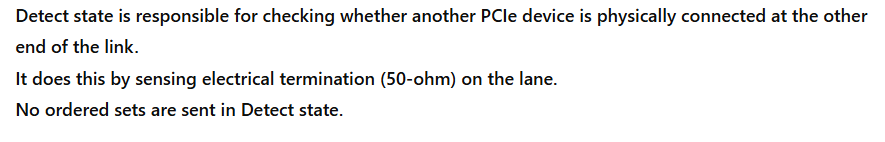 Detect state is responsible for checking whether another PCIe device is physically connected at the other
end of the link.
It does this by sensing electrical termination (50-ohm) on the lane.
No ordered sets are sent in Detect state.